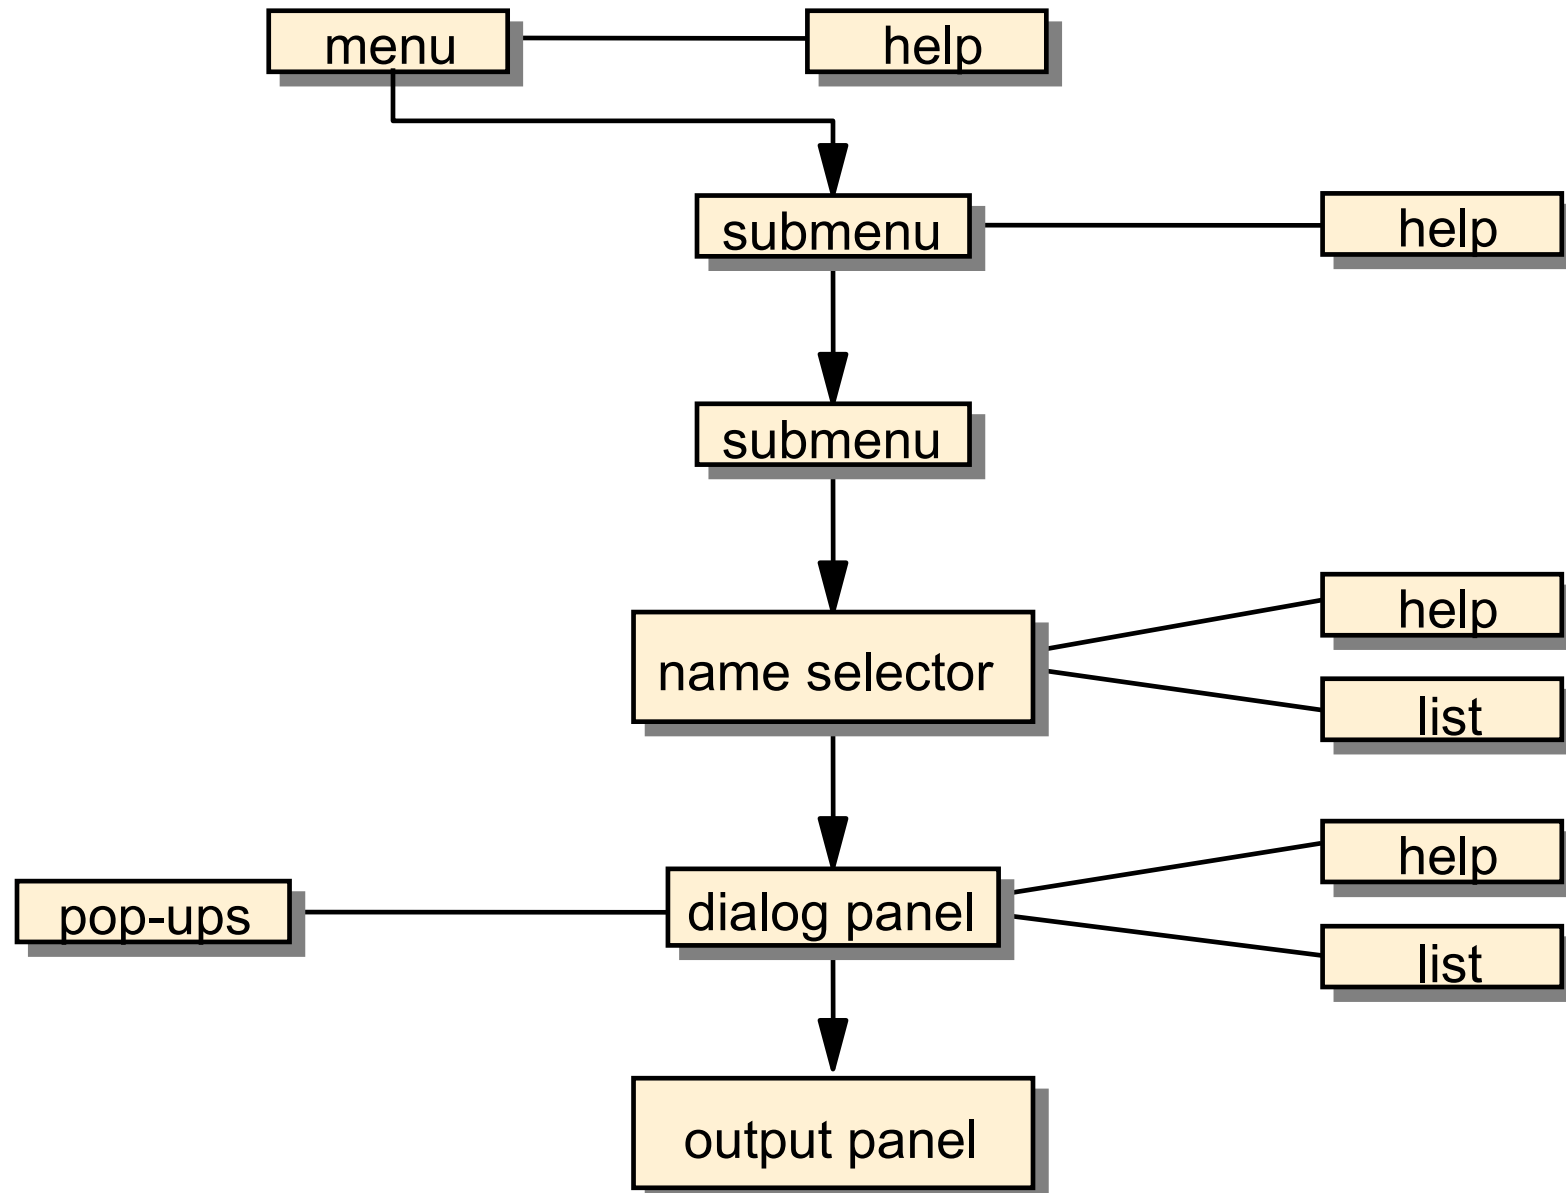 menu
help
submenu
help
submenu
help
name selector
list
help
pop-ups
dialog panel
list
output panel